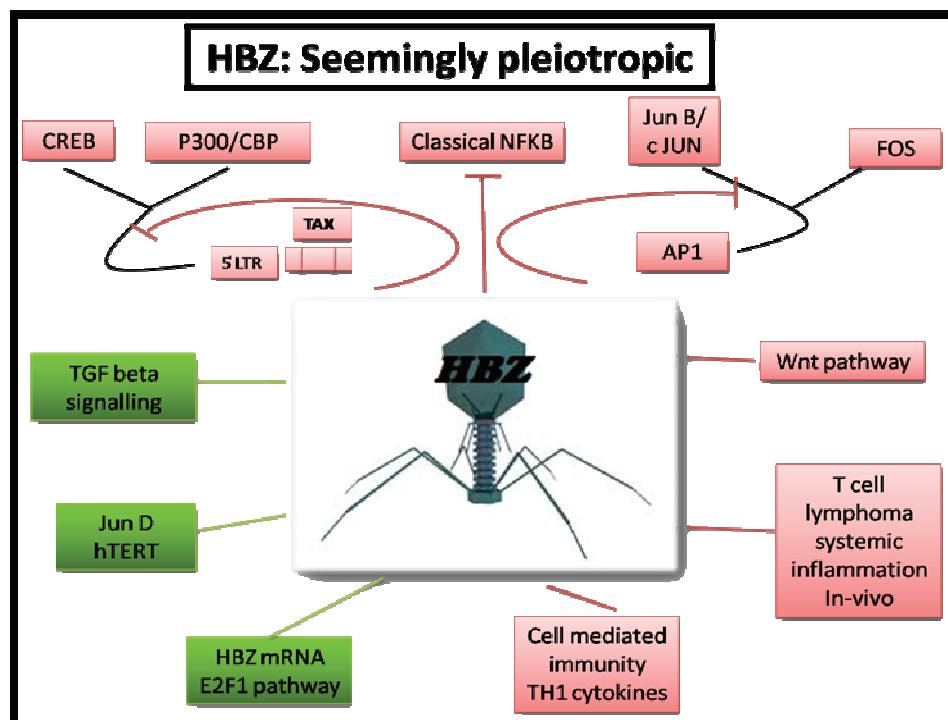 HBZ: Seemingly pleiotropic
CREB
P300/CBP
Classical NFKB
Jun B/
c JUN
FOS
TAX
5 LTR
AP1
HBZ
TGF beta
signalling
Wnt pathway
Jun D
hTERT
T cell
lymphoma
systemic
inflammation
In-vivo
HBZ mRNA
E2F1 pathway
Cell mediated
immunity
TH1 cytokines